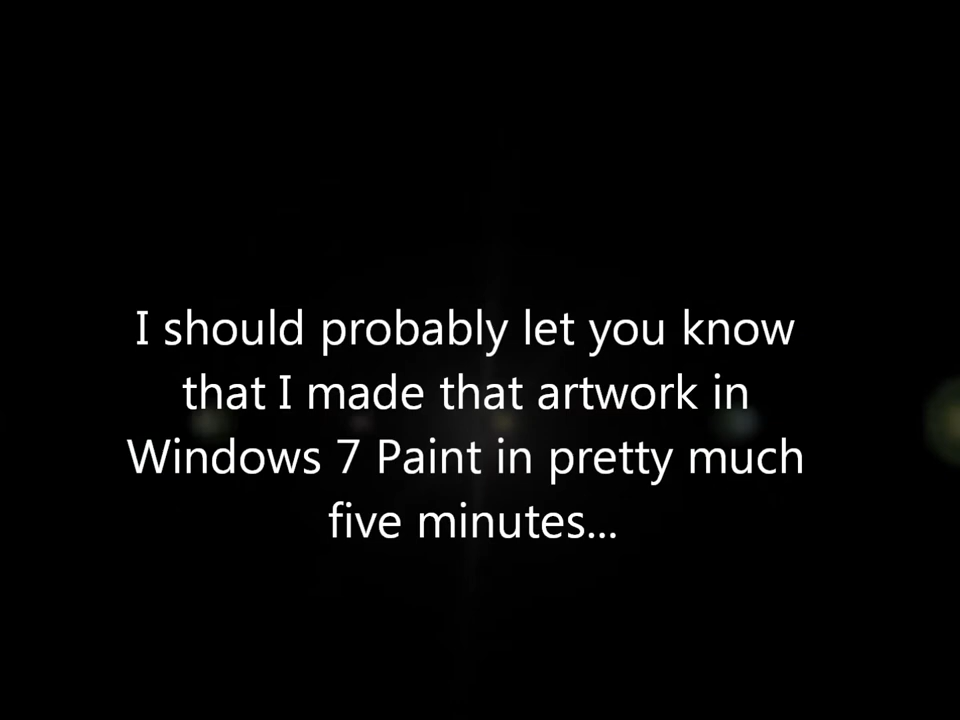 I should probably let you know
that I made that artwork in
Windows 7 Paint in pretty much
five minutes...